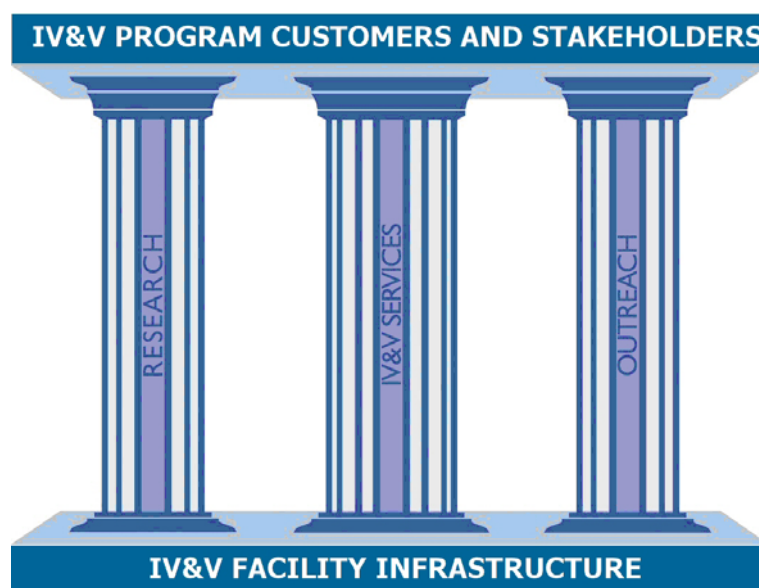 IV&V PROGRAM CUSTOMERS AND STAKEHOLDERS
RESEARCH
IV&V SERVICES
OUTREACH
IV&V FACILITY INFRASTRUCTURE